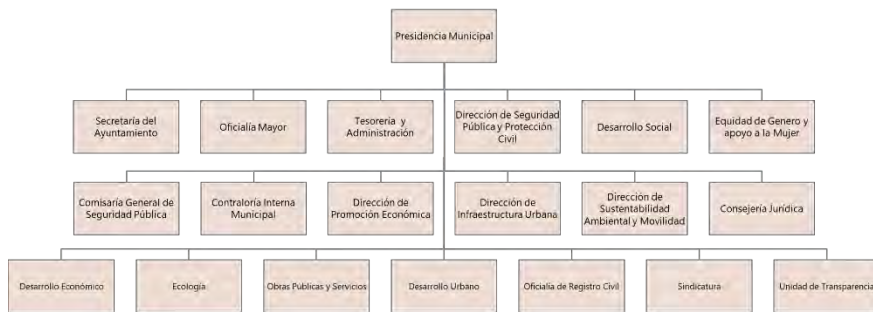 Presidencia Municipal
Secretaría del
Ayuntamiento
Oficialía Mayor
Tesorería y
Administración
Dirección de Seguridad
Pública y Protección
Civil
Desarrollo Social
Equidad de Genero y
apoyo a la Mujer
Comisaría General de
Seguridad Pública
Contraloría Interna
Municipal
Dirección de
Promoción Económica
Dirección de
Infraestructura Urbana
Dirección de
Sustentabilidad
Ambiental y Movilidad
Consejería Jurídica
Desarrollo Económico
Ecología
Obras Publicas y Servicios
Desarrollo Urbano
Oficialia de Registro Civil
Sindicatura
Unidad de Transparencia